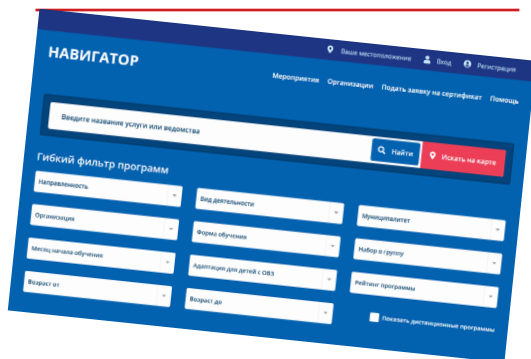 Ваше местоположение Вход Регистрация
НАВИГАТОР
Мероприятия Организации Подать заявку на сертификат Помощь
Введите название услуги или ведомства Найти Искать на карте
Гибкий фильтр программ
Направленность Вид деятельности Муниципалитет
Организация Форма обучения Набор в группу
Месяц начала обучения Адаптация для детей с ОВЗ Рейтинг программы
Возраст от Возраст до Показать дистанционные программы